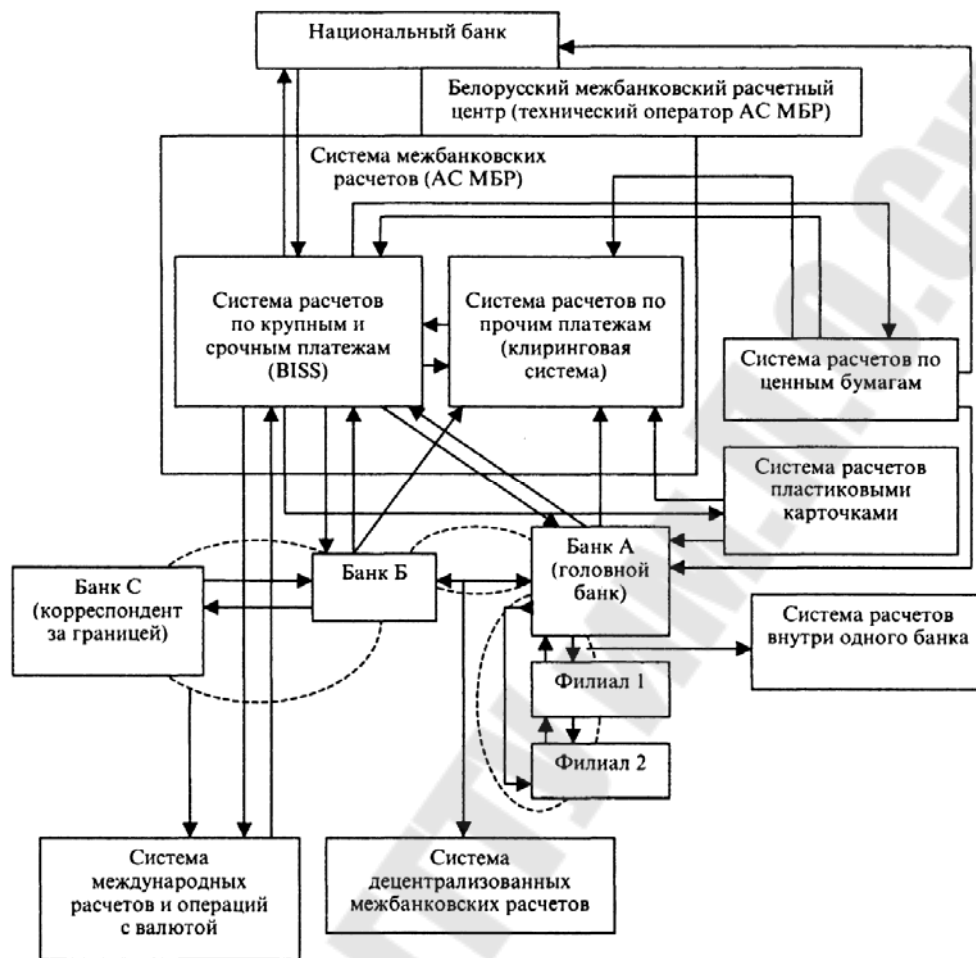 Национальный банк
Белорусский межбанковский расчетный
центр (технический оператор АС МБР)
Система межбанковских
расчетов (АС МБР)
Система расчетов
по крупным и
срочным платежам
(BISS)
Система расчетов по
прочим платежам
(клиринговая
система)
Система расчетов по
ценным бумагам
Система расчетов
пластиковыми
карточками
Банк С
(корреспондент
за границей)
Банк Б
Банк А
(головной
банк)
Система расчетов
внутри одного банка
Филиал 1
Филиал 2
Система
международных
расчетов и операций
с валютой
Система
децентрализованных
межбанковских расчетов